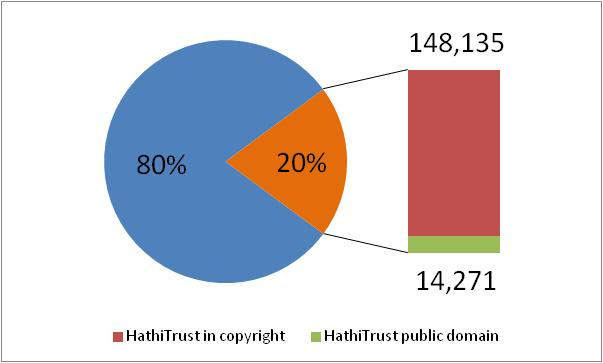 148,135
80%
20%
14,271
HathiTrust in copyright
HathiTrust public domain